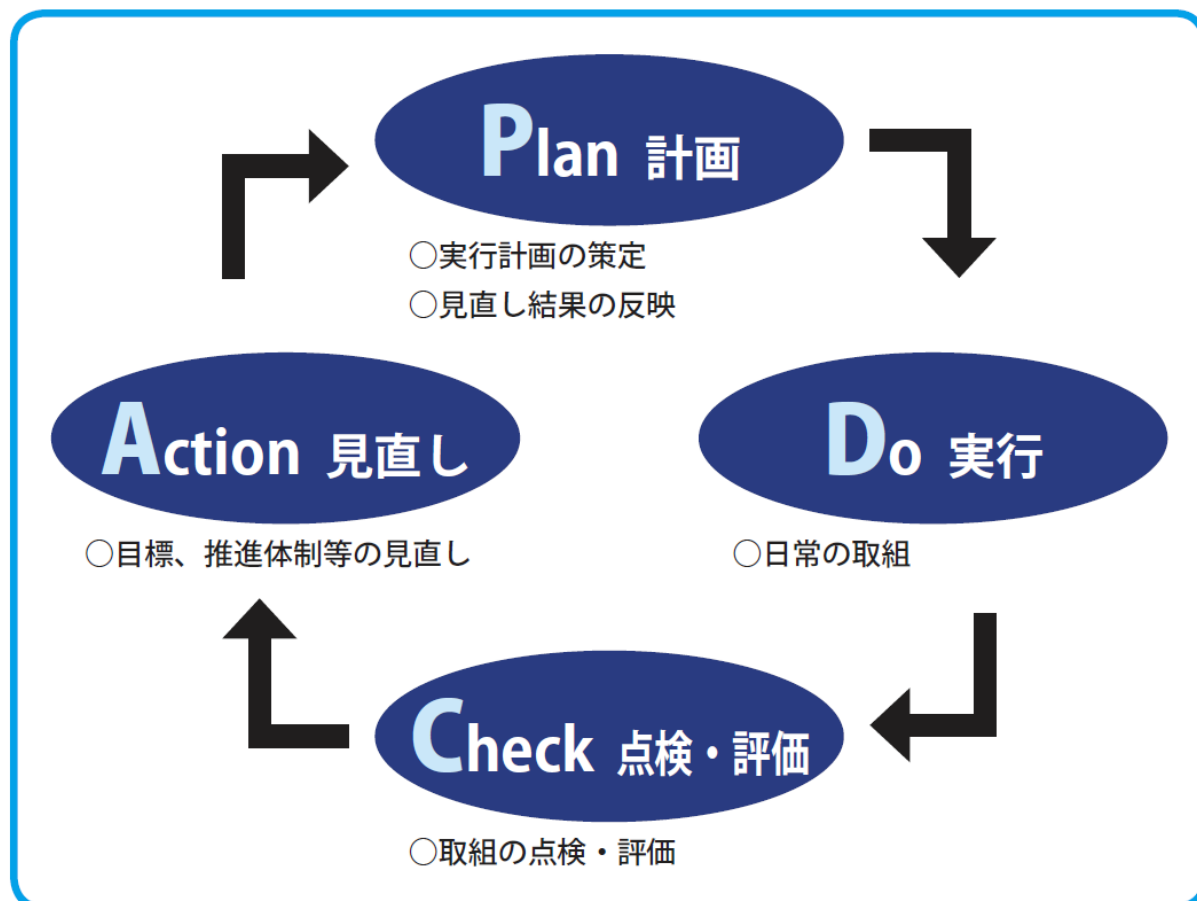 Plan 計画
○実行計画の策定
○見直し結果の反映
Do 実行
○日常の取組
Check 点検・評価
○取組の点検・評価
Action 見直し
○目標、推進体制等の見直し